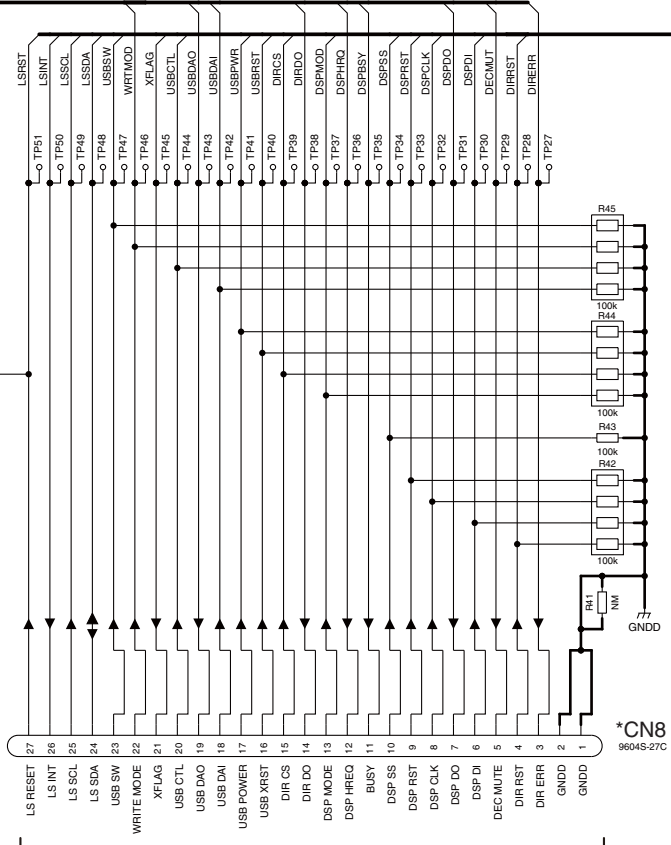 LSRST
LSINT
LSSCL
LSSDA
USBSW
WRTMOD
XFLAG
USBCTL
USBDAO
USBDAI
USBPWR
USBRST
DIRCS
DIRDO
DSPMOD
DSPHRQ
DSPBSY
DSPSS
DSPRST
DSPCLK
DSPDO
DSPDI
DECMUT
DIRRST
DIRERR
TP51
TP50
TP49
TP48
TP47
TP46
TP45
TP44
TP43
TP42
TP41
TP40
TP39
TP38
TP37
TP36
TP35
TP34
TP33
TP32
TP31
TP30
TP29
TP28
TP27
R45
100k
R44
100k
R43
100k
R42
100k
R41
NM
GNDD
*CN8
9604S-27C
27
26
25
24
23
22
21
20
19
18
17
16
15
14
13
12
11
10
9
8
7
6
5
4
3
2
1
LS RESET
LS INT
LS SCL
LS SDA
USB SW
WRITE MODE
XFLAG
USB CTL
USB DAO
USB DAI
USB POWER
USB XRST
DIR CS
DIR DO
DSP MODE
DSP HREQ
BUSY
DSP SS
DSP RST
DSP CLK
DSP DO
DSP DI
DEC MUTE
DIR RST
DIR ERR
GNDD
GNDD